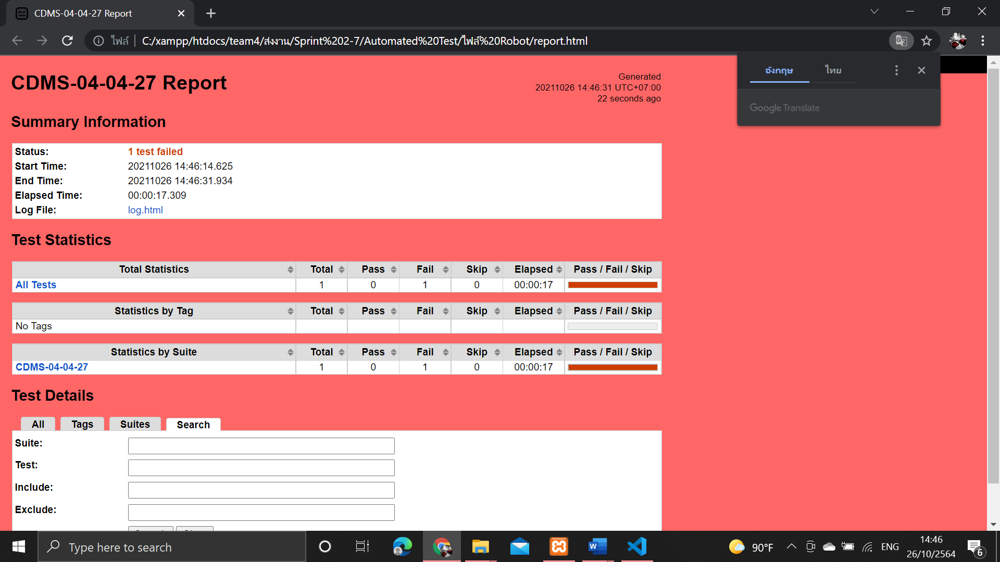 CDMS-04-04-27 Report
ไฟล์ C:/xampp/htdocs/team4/ส่งงาน/Sprint%202-7/Automated%20Test/ไฟล์%20Robot/report.html
อังกฤษ ไทย
Google Translate
CDMS-04-04-27 Report
Generated
20211026 14:46:31 UTC+07:00
22 seconds ago
Summary Information
Status: 1 test failed
Start Time: 20211026 14:46:14.625
End Time: 20211026 14:46:31.934
Elapsed Time: 00:00:17.309
Log File: log.html
Test Statistics
Total Statistics Total Pass Fail Skip Elapsed Pass / Fail / Skip
All Tests 1 0 1 0 00:00:17
Statistics by Tag Total Pass Fail Skip Elapsed Pass / Fail / Skip
No Tags
Statistics by Suite Total Pass Fail Skip Elapsed Pass / Fail / Skip
CDMS-04-04-27 1 0 1 0 00:00:17
Test Details
All Tags Suites Search
Suite:
Test:
Include:
Exclude:
Type here to search
90°F ENG
14:46
26/10/2564
6